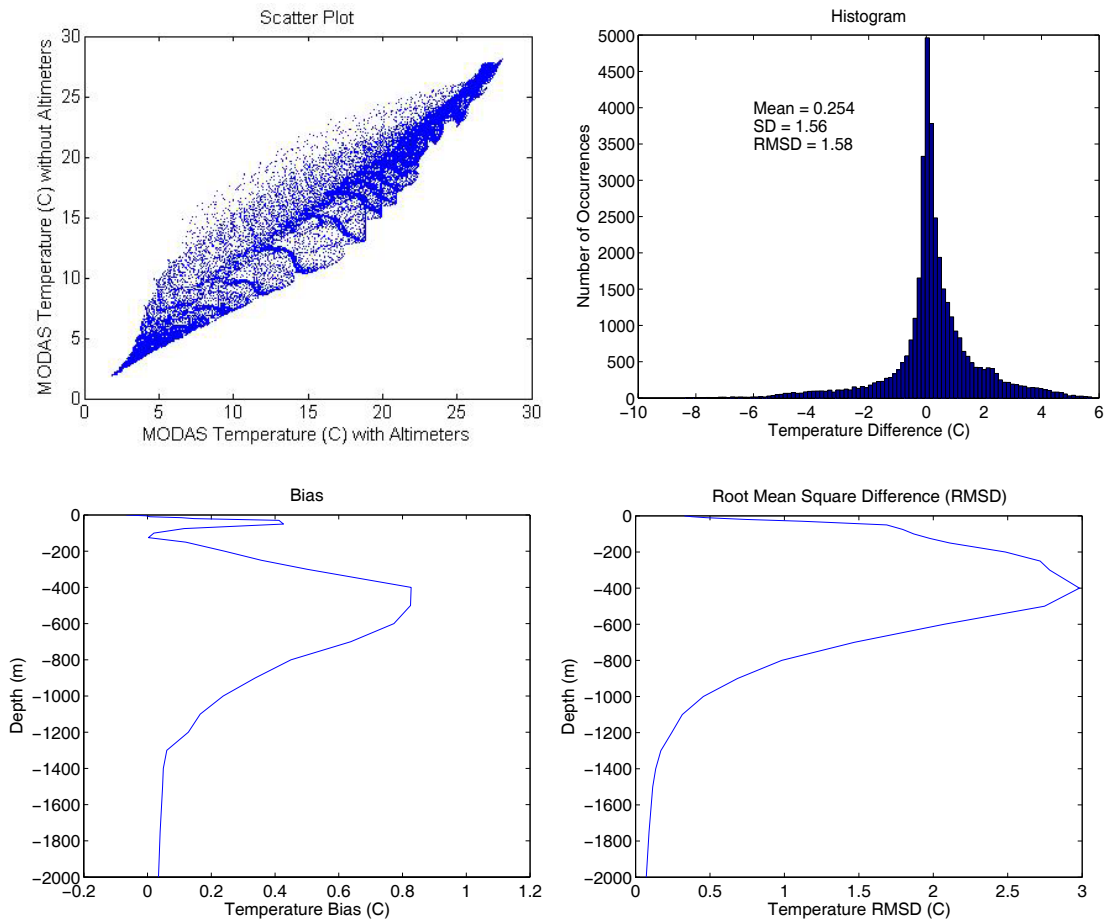 Scatter Plot
30
25
20
15
10
5
0
MODAS Temperature (C) without Altimeters
0 5 10 15 20 25 30
MODAS Temperature (C) with Altimeters
Histogram
5000
4500
4000
3500
3000
2500
2000
1500
1000
500
0
Number of Occurrences
Mean = 0.254
SD = 1.56
RMSD = 1.58
−10 −8 −6 −4 −2 0 2 4 6
Temperature Difference (C)
Bias
0
−200
−400
−600
−800
−1000
−1200
−1400
−1600
−1800
−2000
Depth (m)
−0.2 0 0.2 0.4 0.6 0.8 1 1.2
Temperature Bias (C)
Root Mean Square Difference (RMSD)
0
−200
−400
−600
−800
−1000
−1200
−1400
−1600
−1800
−2000
Depth (m)
0 0.5 1 1.5 2 2.5 3
Temperature RMSD (C)